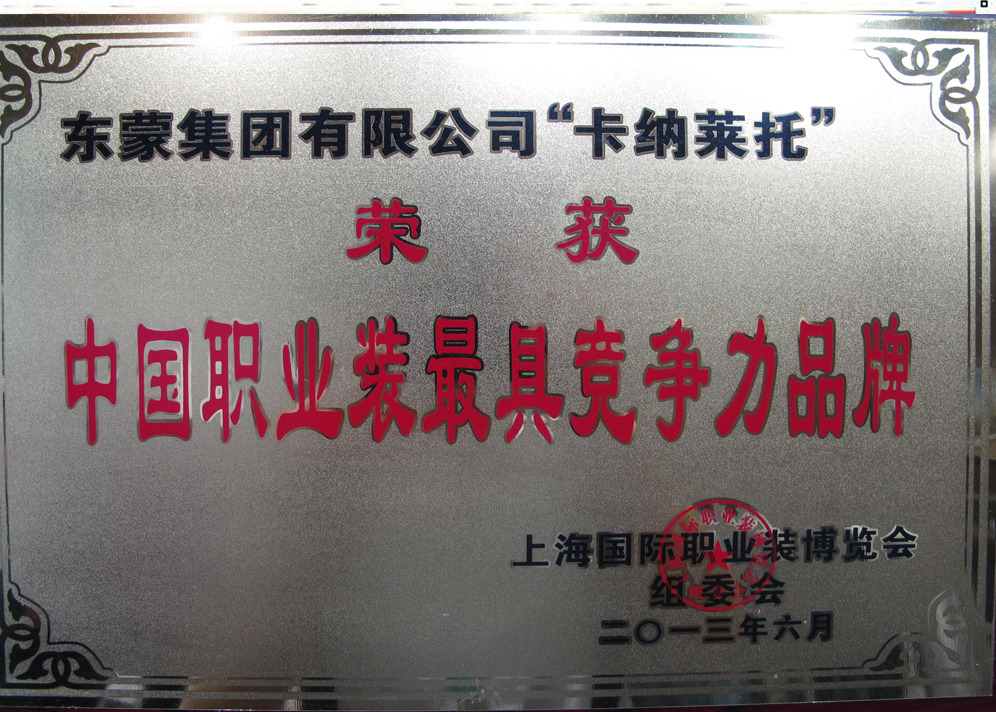 东蒙集团有限公司“卡纳莱托”
荣 获
中国职业装最具竞争力品牌
上海国际职业装博览会
组委会
二〇一三年六月